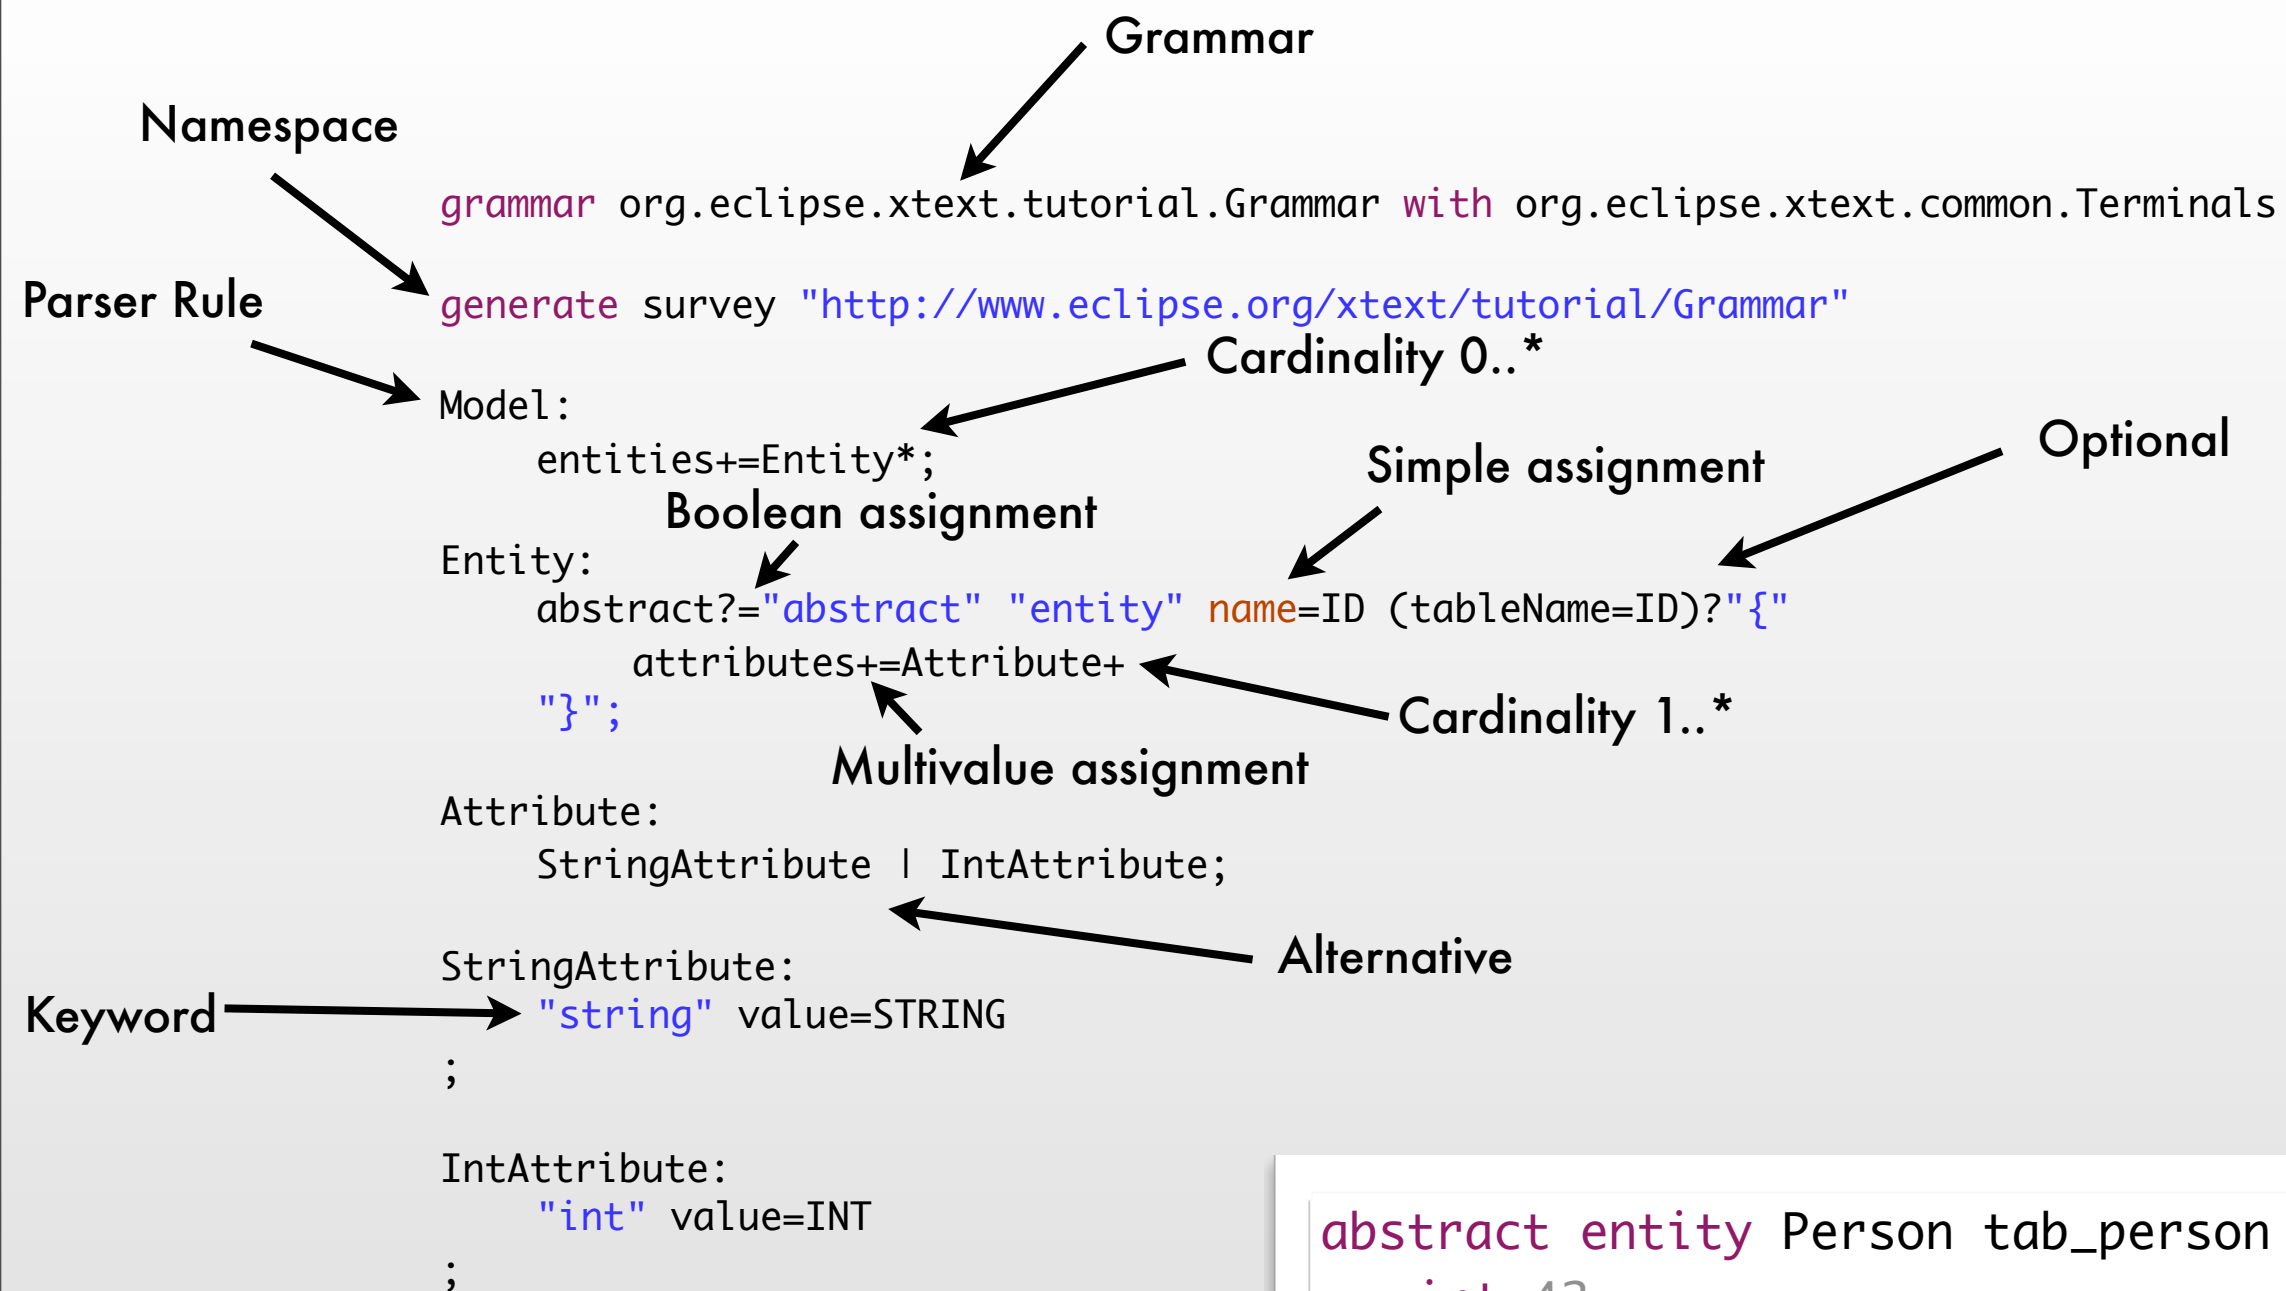 Grammar
Namespace
grammar org.eclipse.xtext.tutorial.Grammar with org.eclipse.xtext.common.Terminals
Parser Rule
generate survey "http://www.eclipse.org/xtext/tutorial/Grammar"
Cardinality 0..*
Model:
entities+=Entity*;
Optional
Simple assignment
Boolean assignment
Entity:
abstract?="abstract" "entity" name=ID (tableName=ID)?"{"
attributes+=Attribute+
"}";
Cardinality 1..*
Multivalue assignment
Attribute:
StringAttribute | IntAttribute;
Alternative
StringAttribute:
Keyword
"string" value=STRING
;
IntAttribute:
"int" value=INT
;
abstract entity Person tab_person